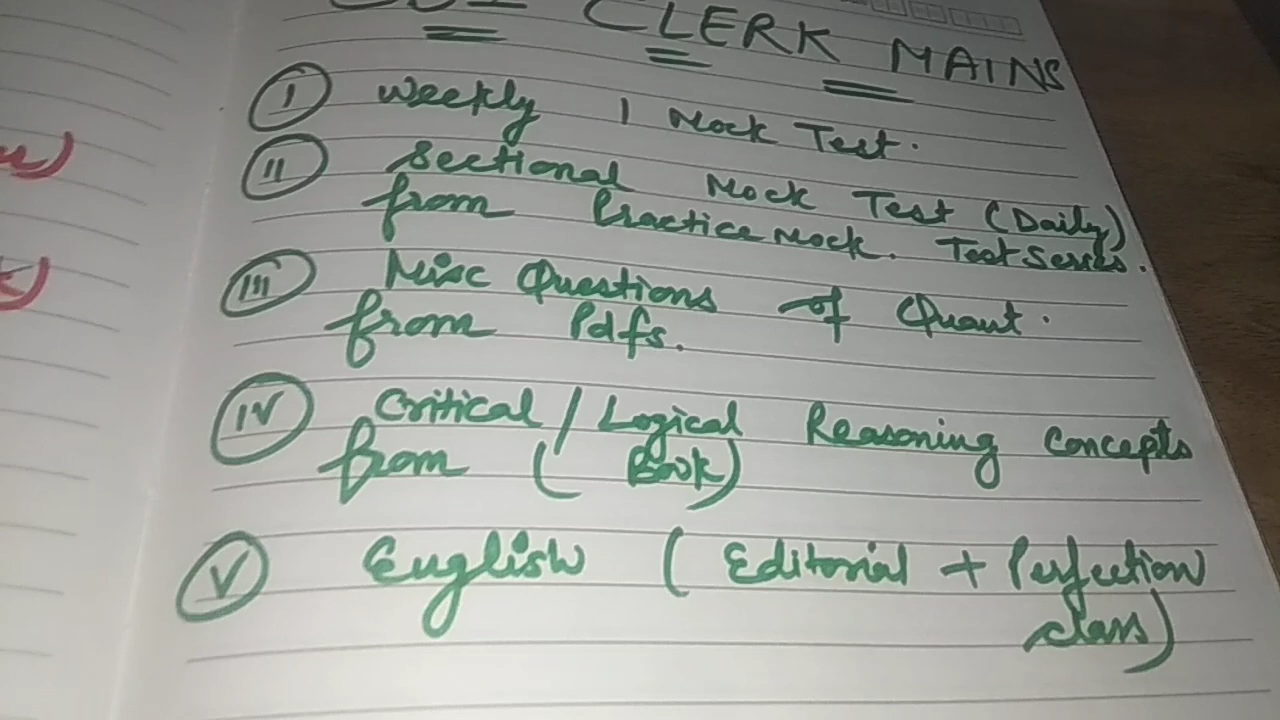 CLERK MAINS
I Weekly 1 Mock Test.
II Sectional Mock Test (Daily)
from Practice Mock. Test Series.
III Misc Questions of Quant.
from Pdfs.
IV Critical / Logical Reasoning Concepts
from ( Book)
V English ( Editorial + Perfection
class)